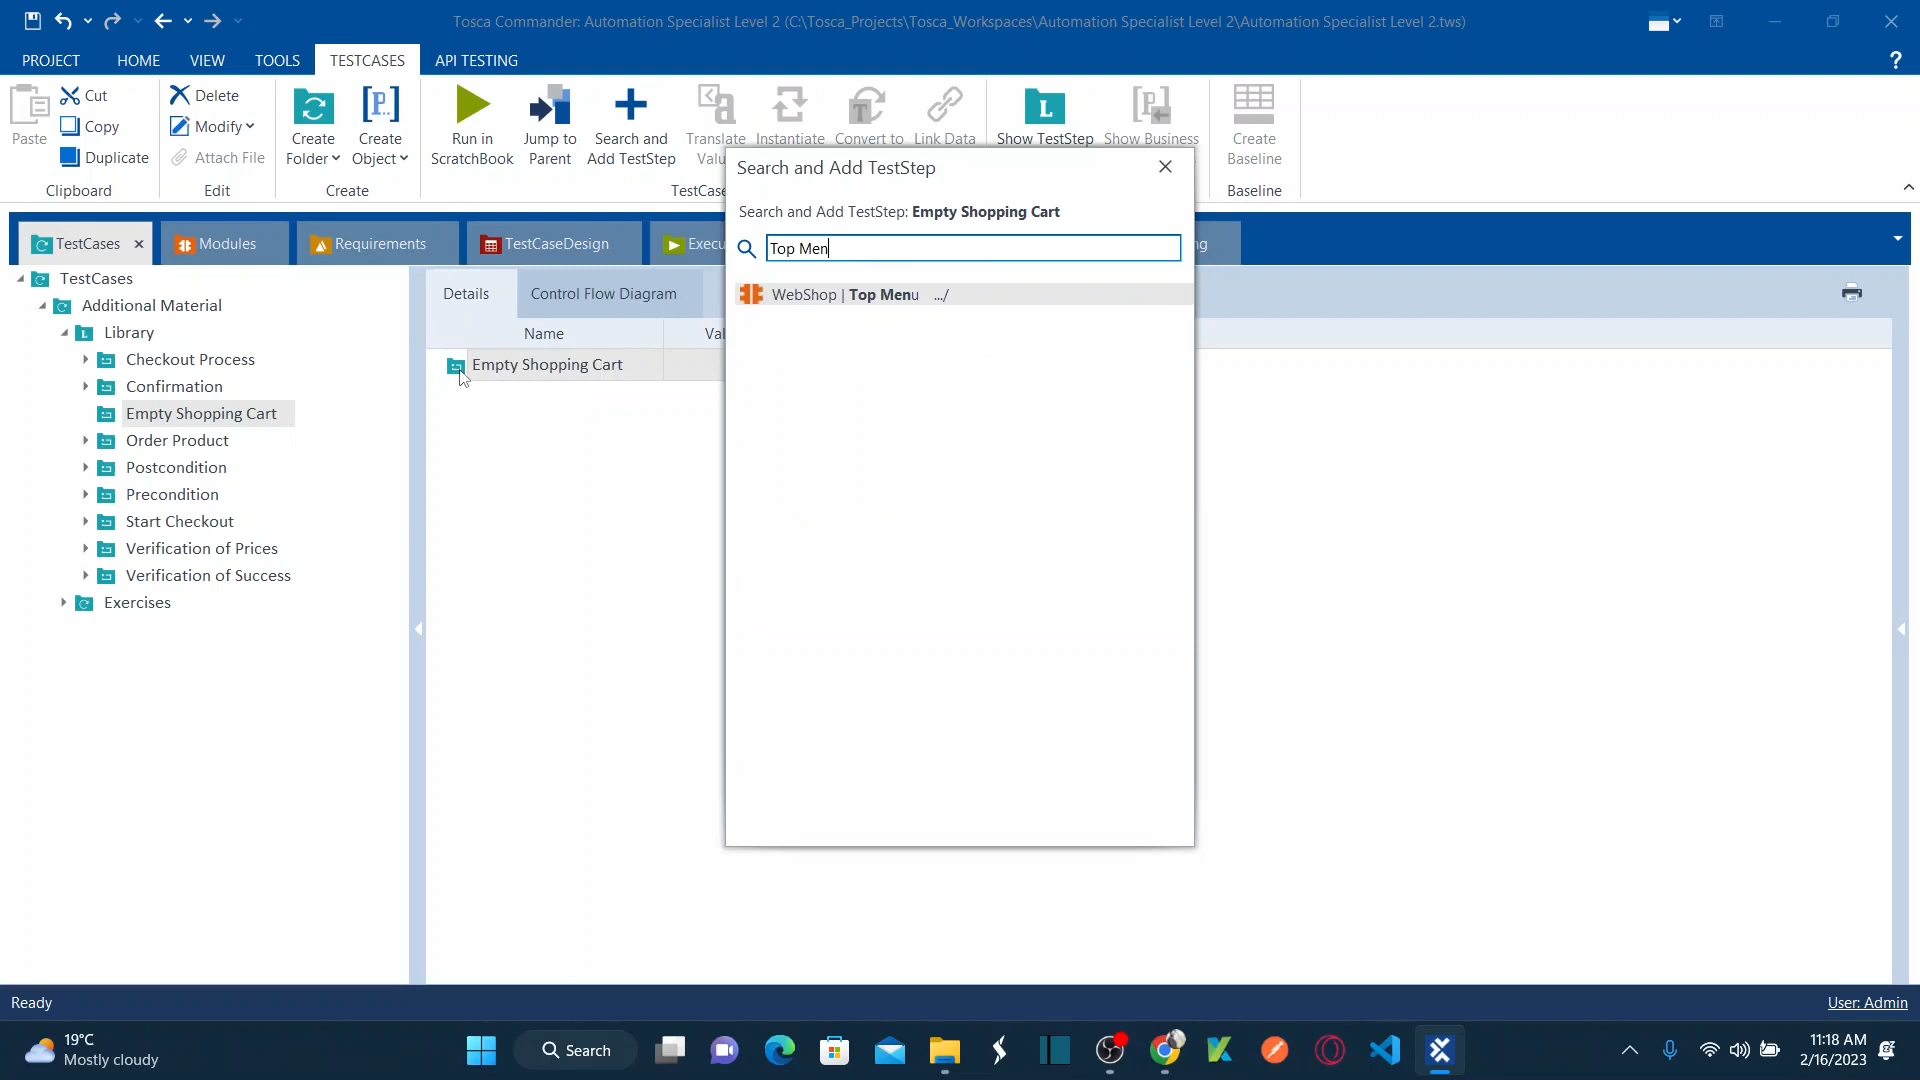 Tosca Commander: Automation Specialist Level 2 (C:\Tosca_Projects\Tosca_Workspaces\Automation Specialist Level 2\Automation Specialist Level 2.tws)
PROJECT HOME VIEW TOOLS TESTCASES API TESTING ?
Paste
Cut
Copy
Duplicate
Clipboard
Delete
Modify
Attach File
Edit
Create Folder
Create Object
Create
Run in ScratchBook
Jump to Parent
Search and Add TestStep
Translate Valu
Instantiate
Convert to
Link Data
TestCase
Show TestStep
Show Business
Create Baseline
Baseline
TestCases
Modules
Requirements
TestCaseDesign
Execu
ng
TestCases
Additional Material
Library
Checkout Process
Confirmation
Empty Shopping Cart
Order Product
Postcondition
Precondition
Start Checkout
Verification of Prices
Verification of Success
Exercises
Details
Control Flow Diagram
Name
Val
Empty Shopping Cart
Search and Add TestStep
Search and Add TestStep: Empty Shopping Cart
Top Men
WebShop | Top Menu .../
Ready
User: Admin
19°C
Mostly cloudy
Search
11:18 AM
2/16/2023